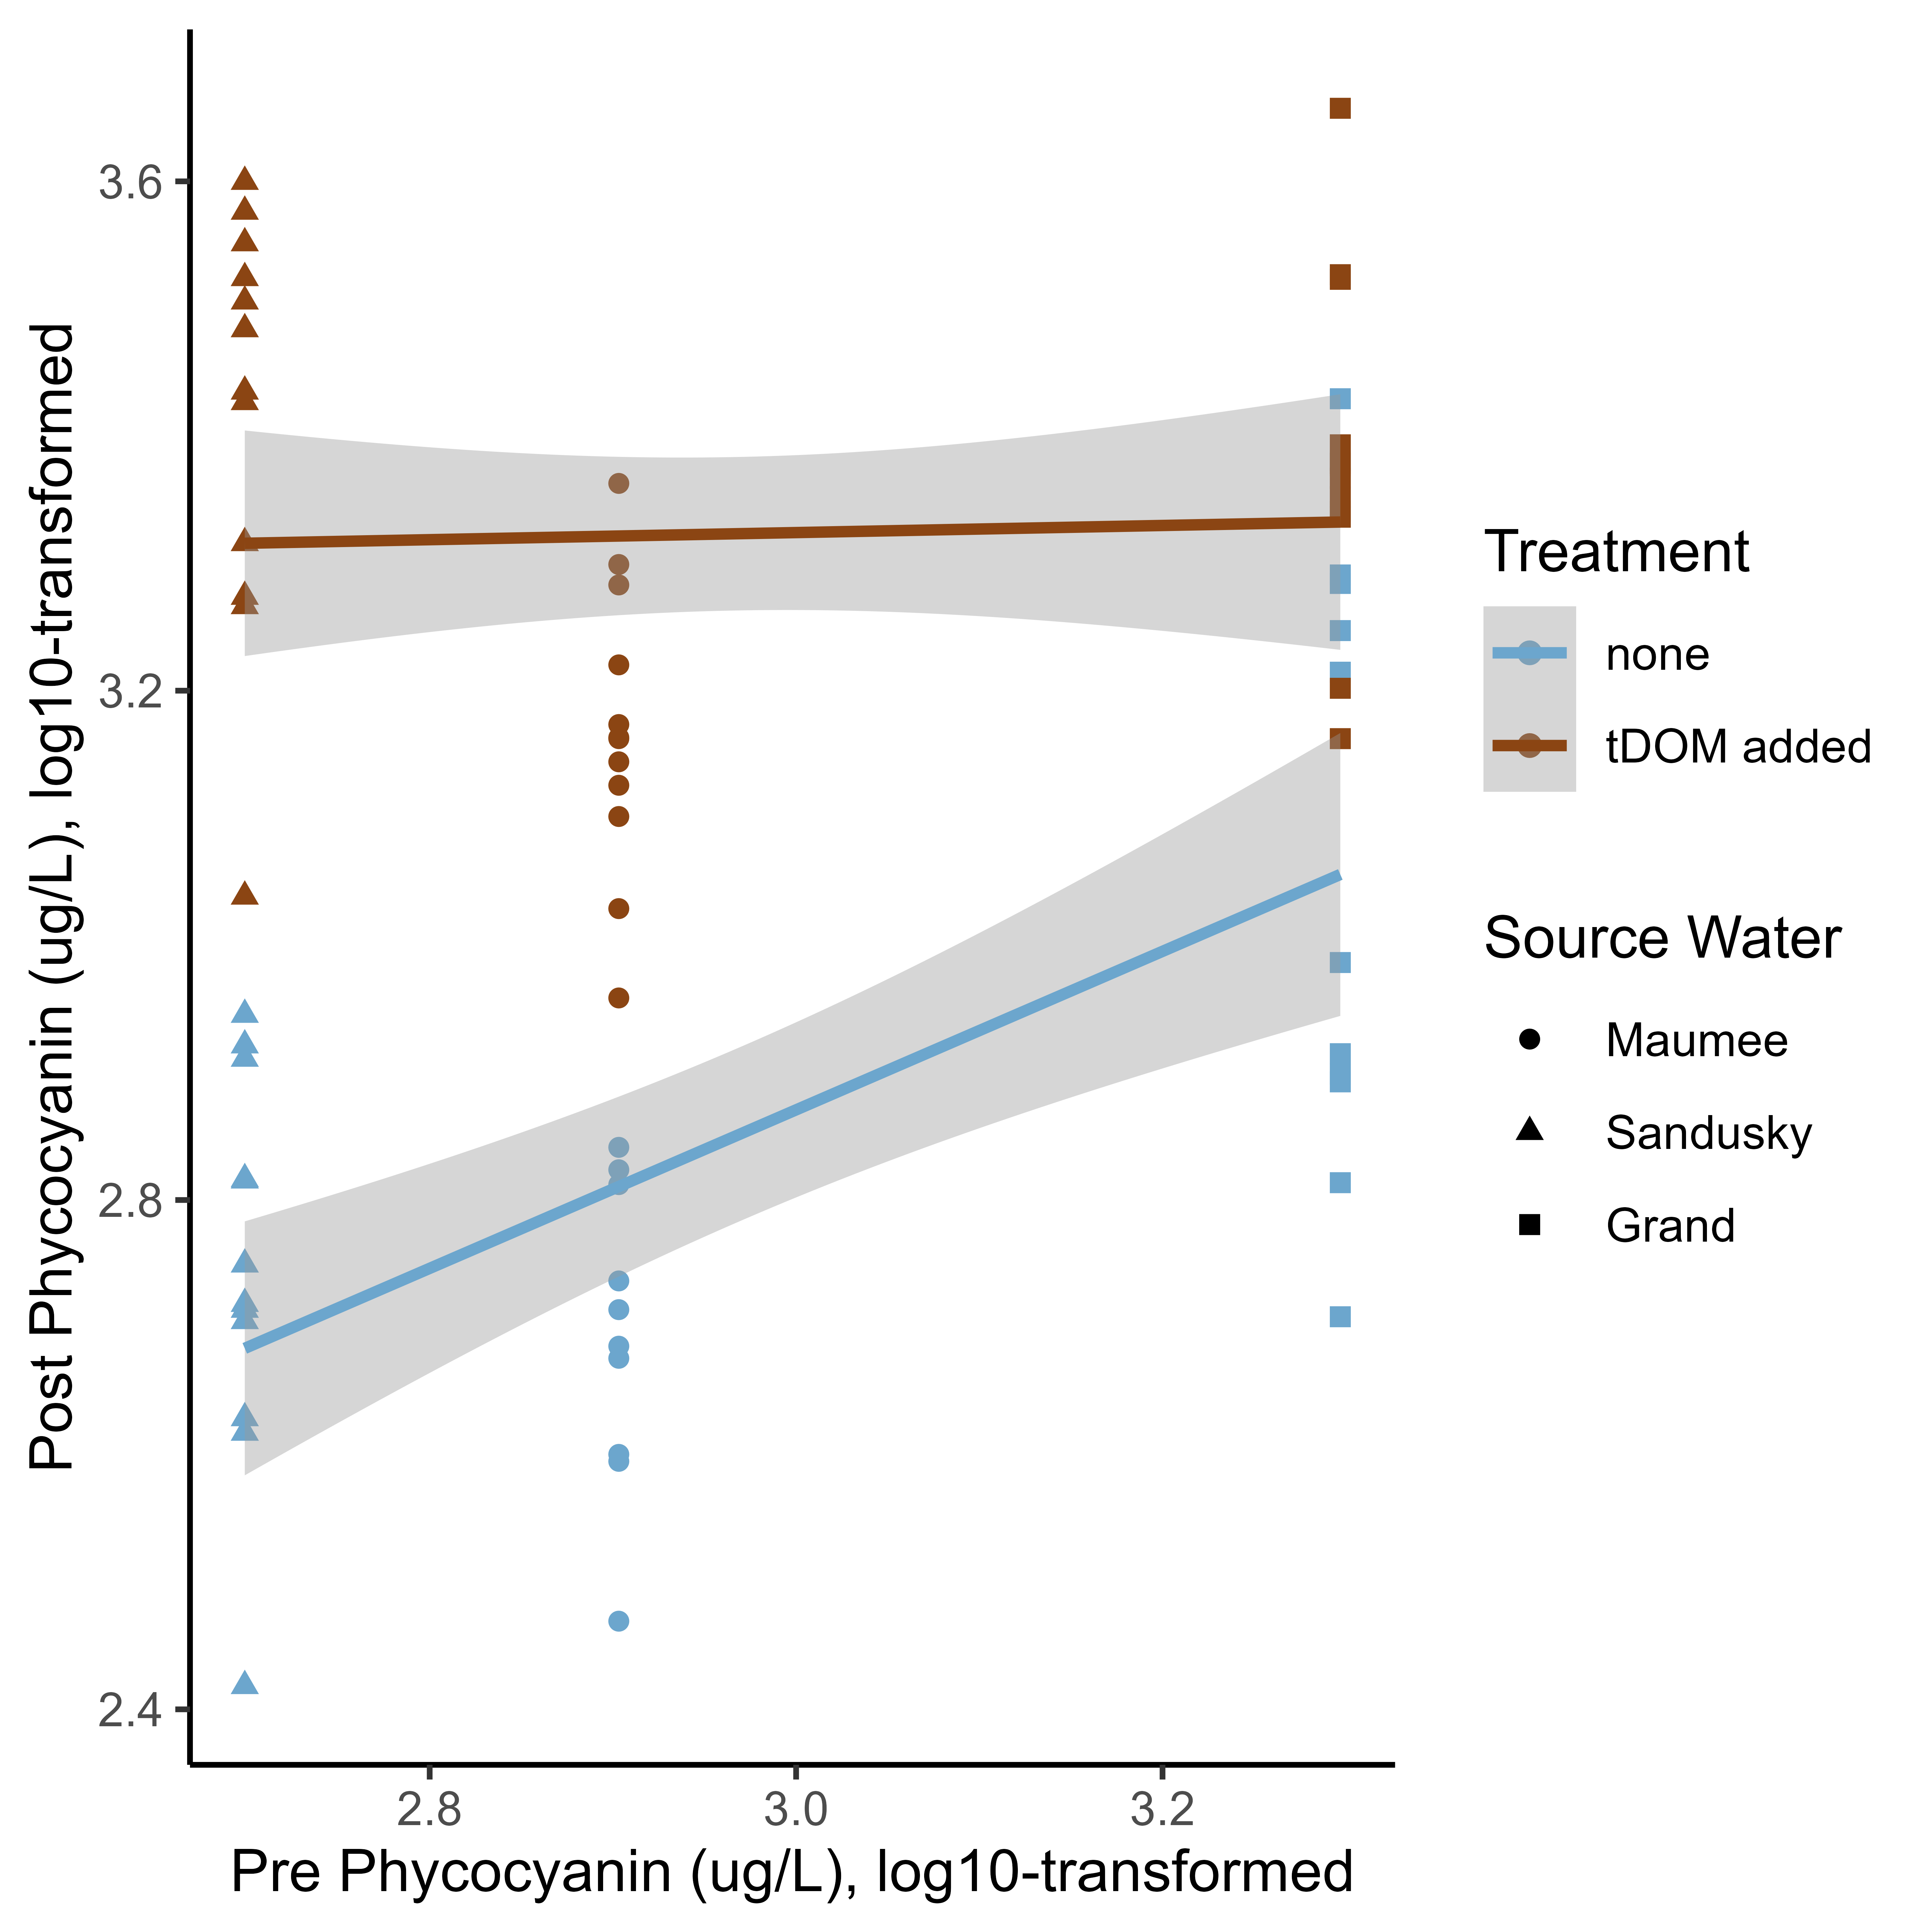 Post Phycocyanin (ug/L), log10-transformed
3.6
3.2
2.8
2.4
2.8
3.0
3.2
Pre Phycocyanin (ug/L), log10-transformed
Treatment
none
tDOM added
Source Water
Maumee
Sandusky
Grand